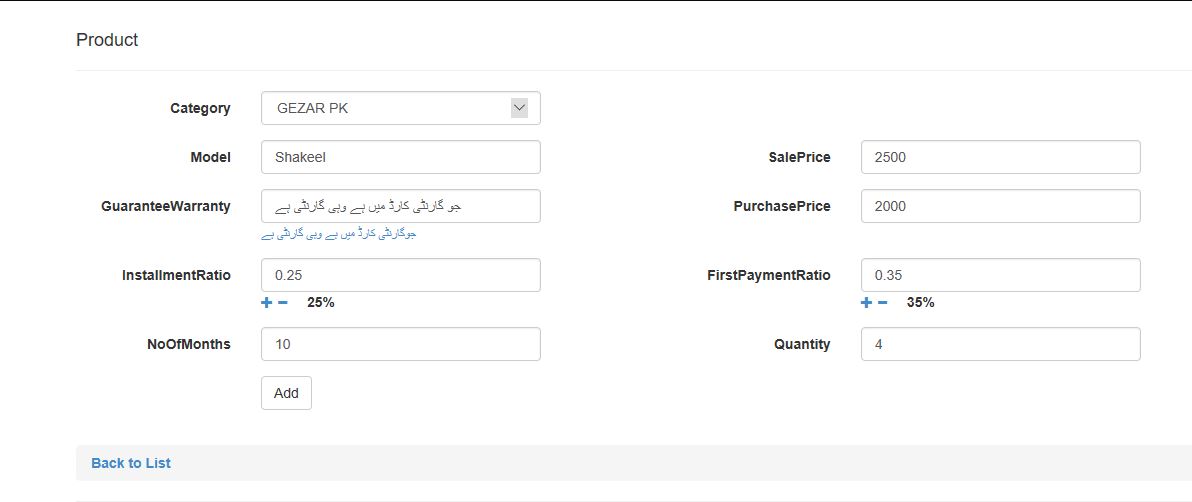 Product
Category GEZAR PK
Model Shakeel SalePrice 2500
GuaranteeWarranty جو گارنٹی کارڈ میں ہے وہی گارنٹی ہے PurchasePrice 2000
جوگارنٹی کارڈ میں ہے وہی گارنٹی ہے
InstallmentRatio 0.25 FirstPaymentRatio 0.35
+ − 25% + − 35%
NoOfMonths 10 Quantity 4
Add
Back to List